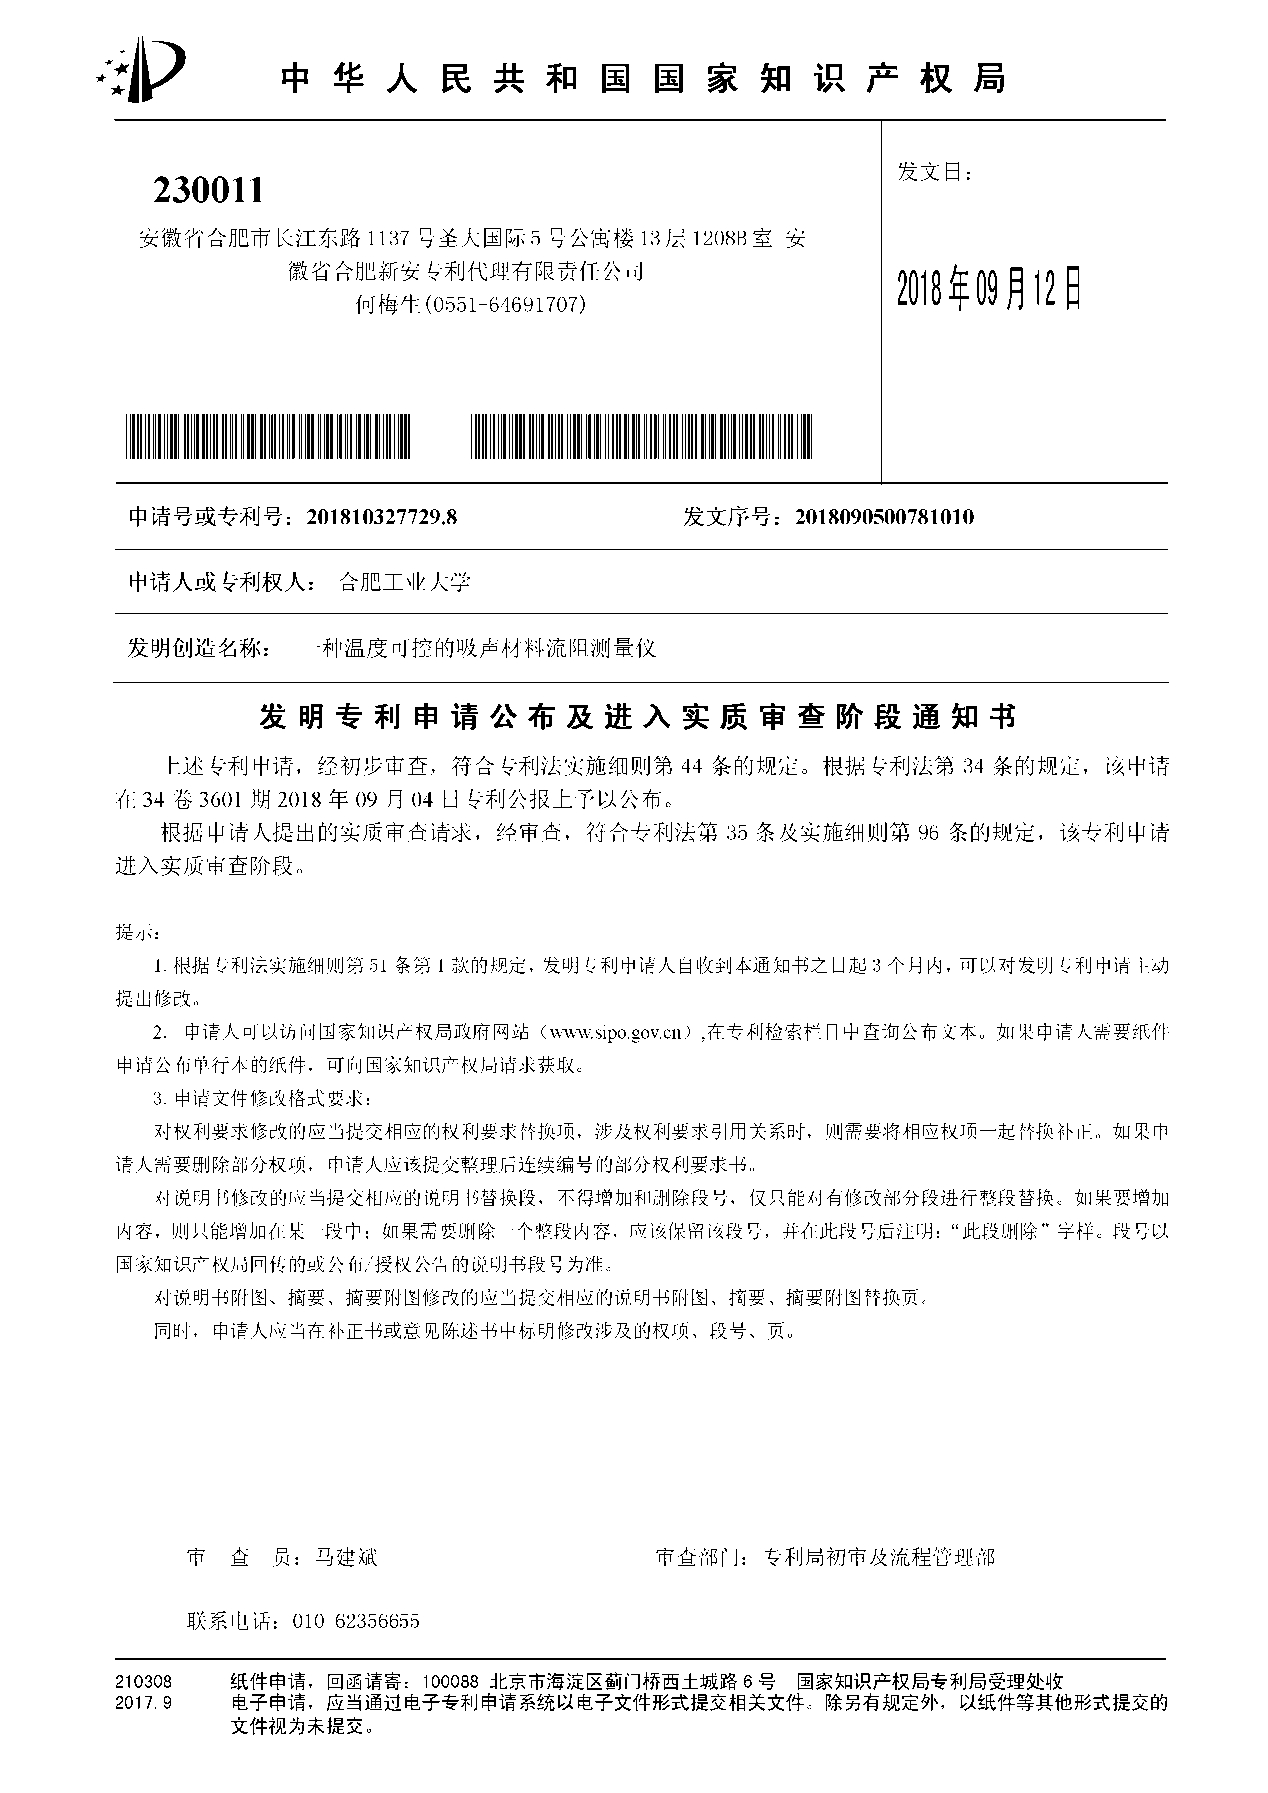 中华人民共和国国家知识产权局
230011
安徽省合肥市长江东路1137号圣大国际5号公寓楼13层1208B室 安
徽省合肥新安专利代理有限责任公司
何梅生(0551-64691707)
发文日：
2018年09月12日
申请号或专利号：201810327729.8 发文序号：2018090500781010
申请人或专利权人： 合肥工业大学
发明创造名称： 一种温度可控的吸声材料流阻测量仪
发明专利申请公布及进入实质审查阶段通知书
上述专利申请，经初步审查，符合专利法实施细则第 44 条的规定。根据专利法第 34 条的规定，该申请
在 34 卷 3601 期 2018 年 09 月 04 日专利公报上予以公布。
根据申请人提出的实质审查请求，经审查，符合专利法第 35 条及实施细则第 96 条的规定，该专利申请
进入实质审查阶段。
提示：
1. 根据专利法实施细则第 51 条第 1 款的规定，发明专利申请人自收到本通知书之日起 3 个月内，可以对发明专利申请主动
提出修改。
2. 申请人可以访问国家知识产权局政府网站（www.sipo.gov.cn）,在专利检索栏目中查询公布文本。如果申请人需要纸件
申请公布单行本的纸件，可向国家知识产权局请求获取。
3. 申请文件修改格式要求：
对权利要求修改的应当提交相应的权利要求替换项，涉及权利要求引用关系时，则需要将相应权项一起替换补正。如果申
请人需要删除部分权项，申请人应该提交整理后连续编号的部分权利要求书。
对说明书修改的应当提交相应的说明书替换段，不得增加和删除段号，仅只能对有修改部分段进行整段替换。如果要增加
内容，则只能增加在某一段中；如果需要删除一个整段内容，应该保留该段号，并在此段号后注明：“此段删除”字样。段号以
国家知识产权局回传的或公布/授权公告的说明书段号为准。
对说明书附图、摘要、摘要附图修改的应当提交相应的说明书附图、摘要、摘要附图替换页。
同时，申请人应当在补正书或意见陈述书中标明修改涉及的权项、段号、页。
审 查 员：马建斌 审查部门：专利局初审及流程管理部
联系电话：010-62356655
210308 纸件申请，回函请寄：100088 北京市海淀区蓟门桥西土城路 6 号 国家知识产权局专利局受理处收
2017.9 电子申请，应当通过电子专利申请系统以电子文件形式提交相关文件。除另有规定外，以纸件等其他形式提交的
文件视为未提交。